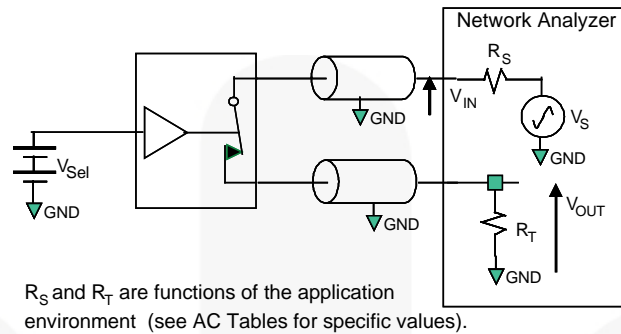 Network Analyzer
R_S
V_IN
GND
V_S
GND
V_Sel
GND
GND
V_OUT
R_T
GND
R_S and R_T are functions of the application
environment (see AC Tables for specific values).